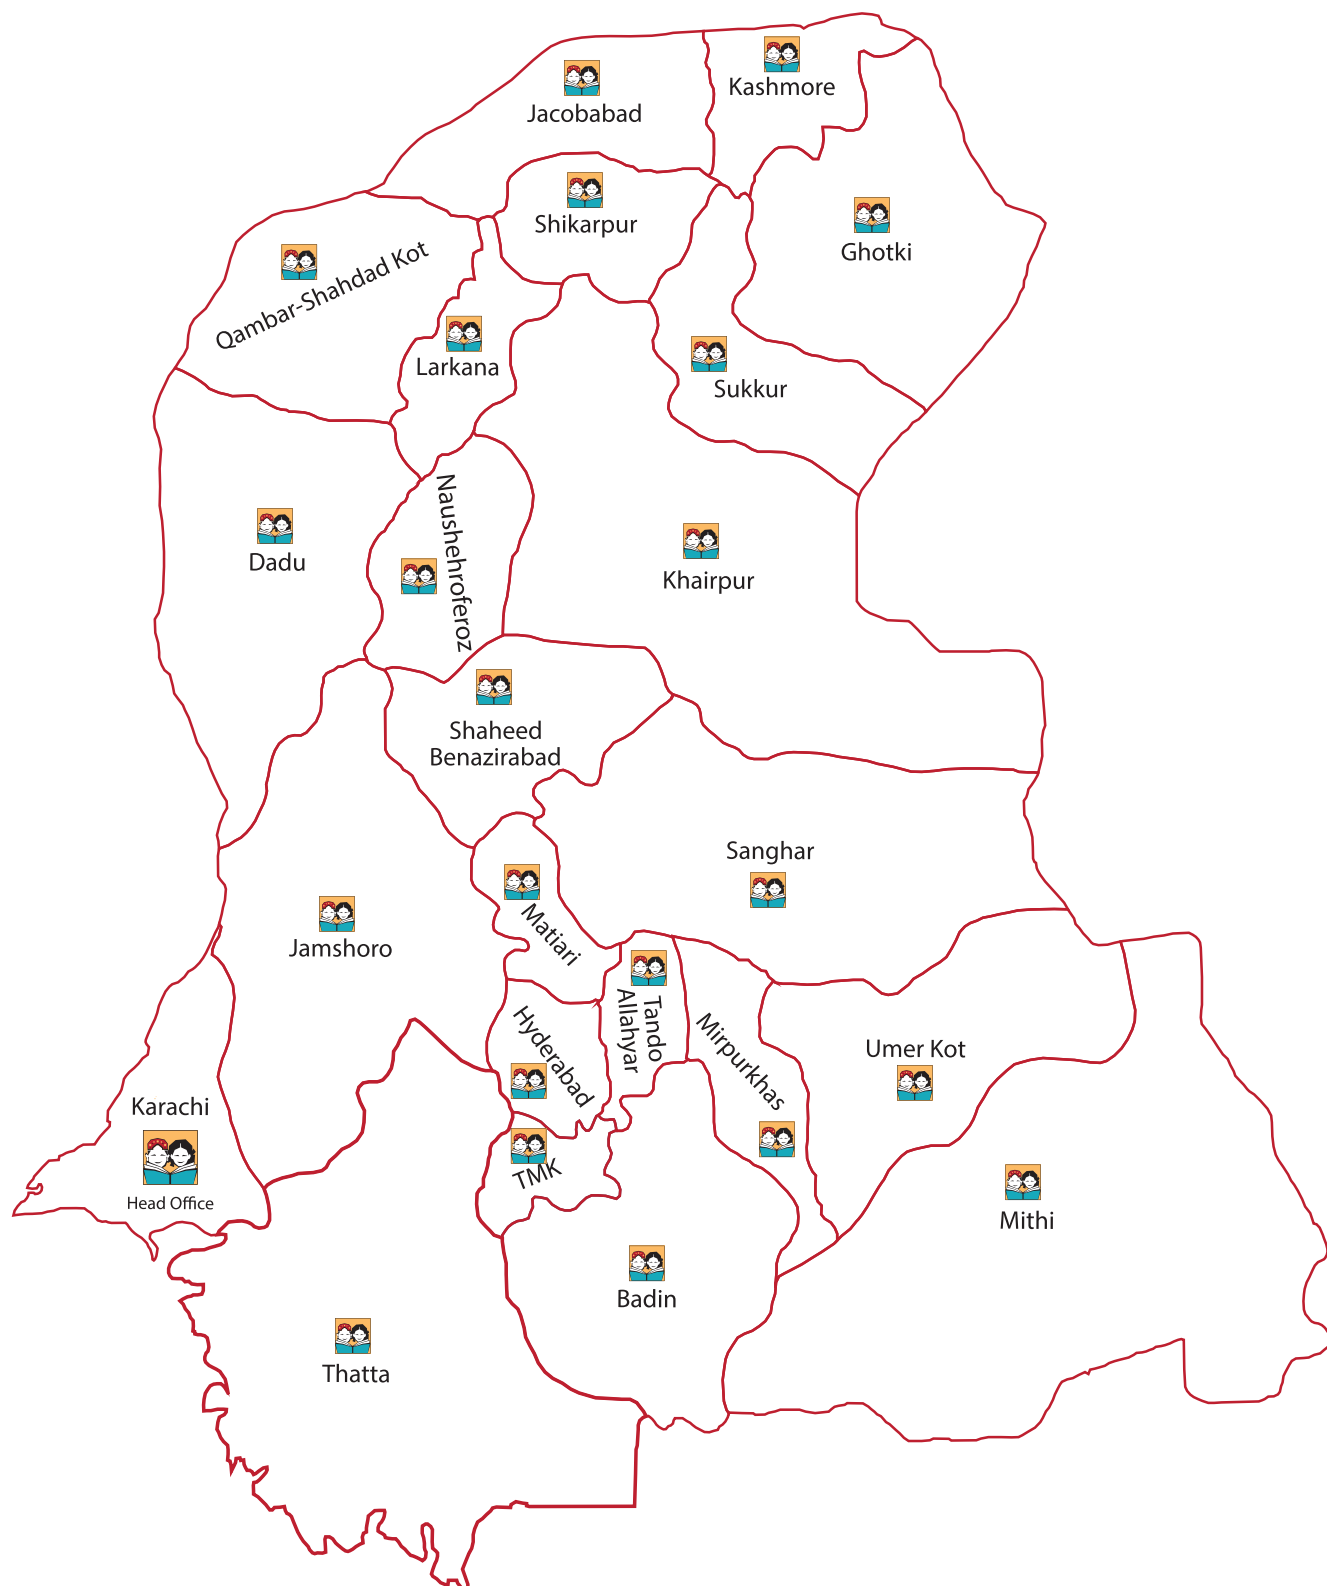 Kashmore
Jacobabad
Shikarpur
Ghotki
Qambar-Shahdad Kot
Larkana
Sukkur
Naushehroferoz
Dadu
Khairpur
Shaheed
Benazirabad
Sanghar
Matiari
Jamshoro
Tando
Allahyar
Hyderabad
Mirpurkhas
Umer Kot
Karachi
Head Office
TMK
Mithi
Badin
Thatta